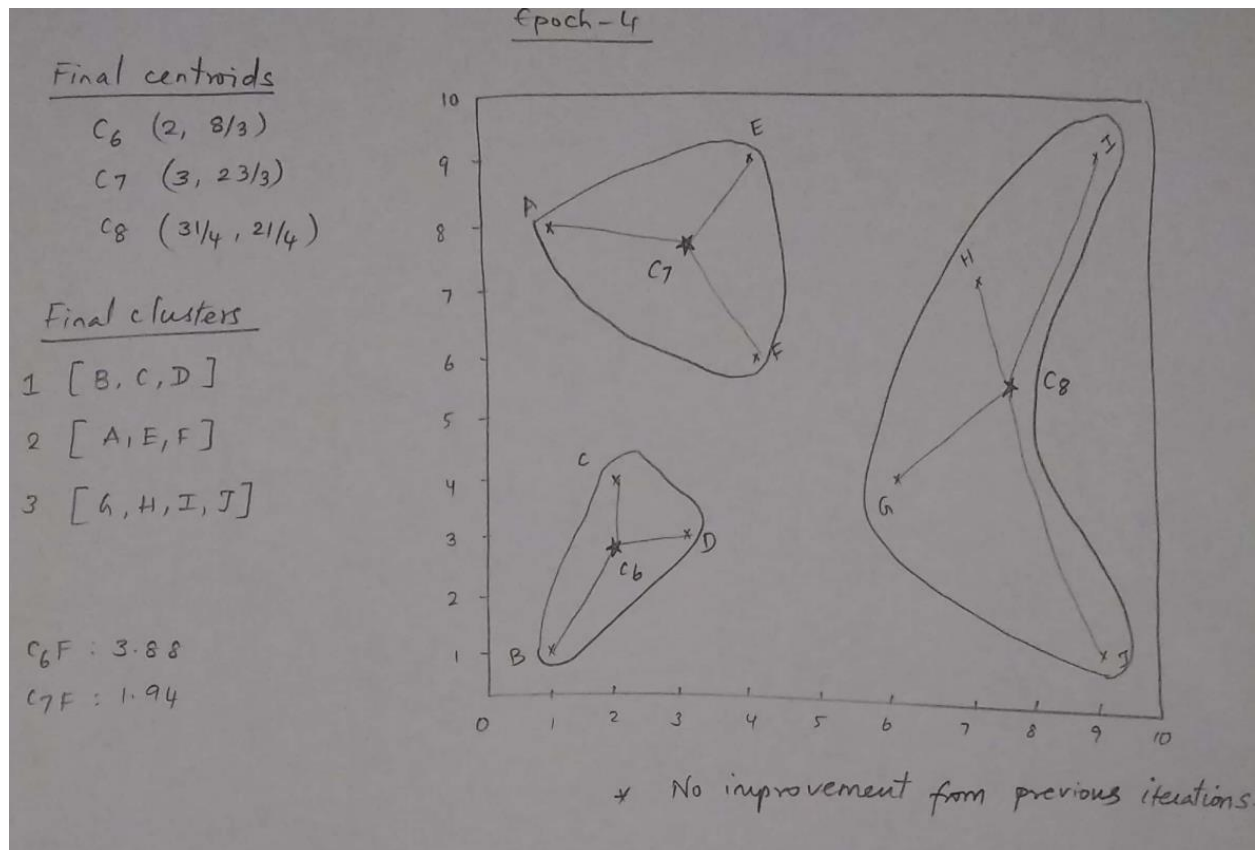 Epoch-4
Final centroids
C6 (2, 8/3)
C7 (3, 23/3)
C8 (31/4, 21/4)
Final clusters
1 [B, C, D]
2 [A, E, F]
3 [G, H, I, J]
C6F : 3.88
C7F : 1.94
10
9
8
7
6
5
4
3
2
1
0 1 2 3 4 5 6 7 8 9 10
E
A
I
H
C7
F
C8
C
G
D
C6
B
J
* No improvement from previous iterations.